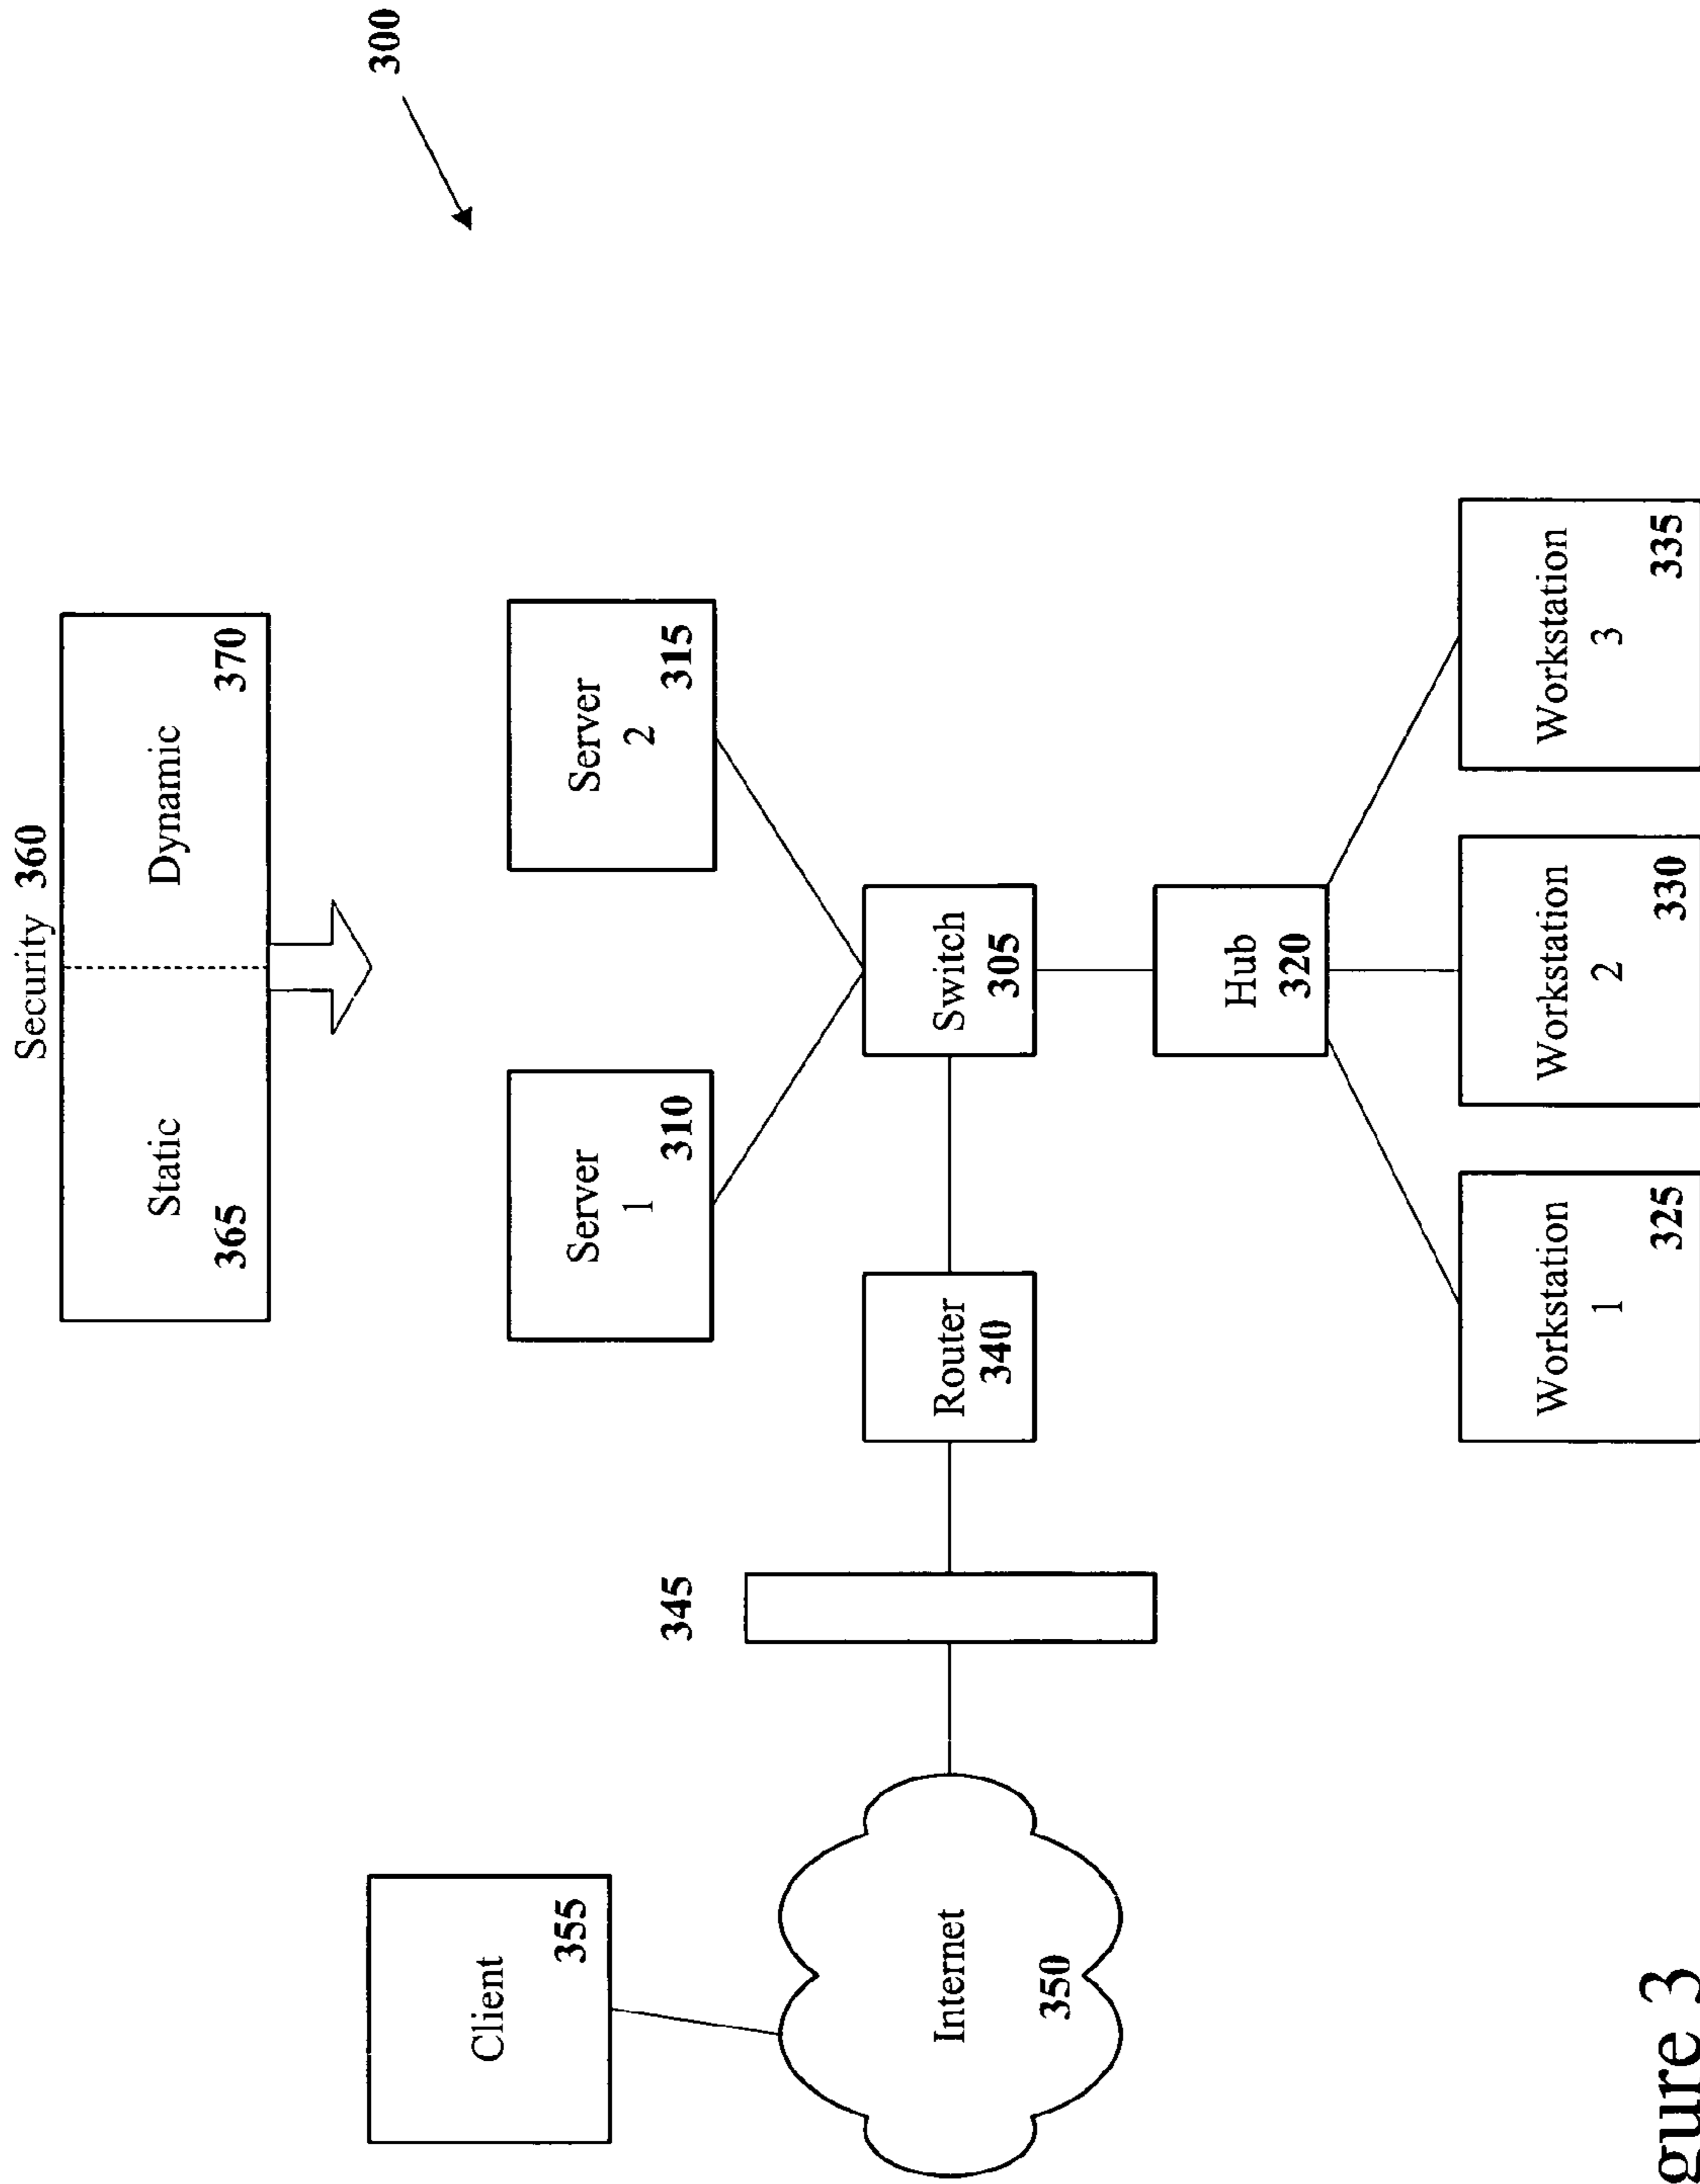 300
Security 360
Static
365
Dynamic
370
Server
1
310
Server
2
315
Client
355
Internet
350
345
Router
340
Switch
305
Hub
320
Workstation
1
325
Workstation
2
330
Workstation
3
335
gure 3